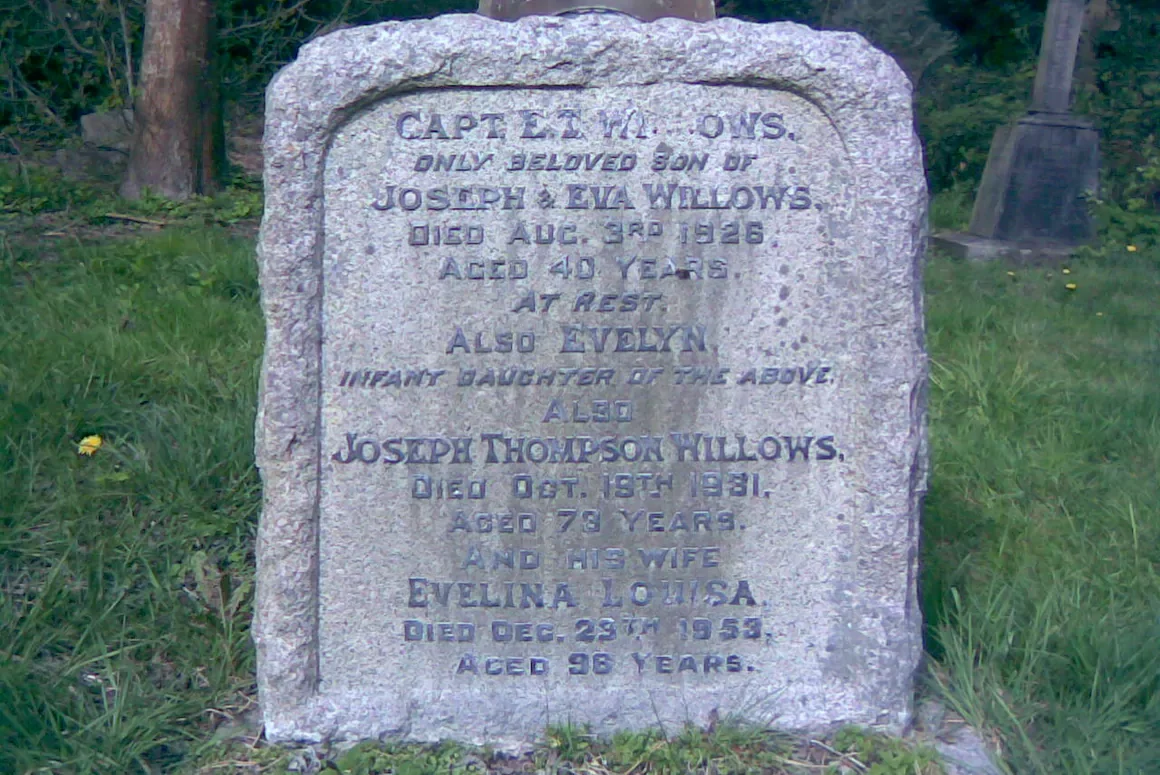 CAPT. E.T. WILLOWS,
ONLY BELOVED SON OF
JOSEPH & EVA WILLOWS,
DIED AUG. 3RD 1926.
AGED 40 YEARS.
AT REST.
ALSO EVELYN
INFANT DAUGHTER OF THE ABOVE.
ALSO
JOSEPH THOMPSON WILLOWS,
DIED OCT. 19TH 1931,
AGED 73 YEARS.
AND HIS WIFE
EVELINA LOUISA,
DIED DEC. 29TH 1953,
AGED 96 YEARS.